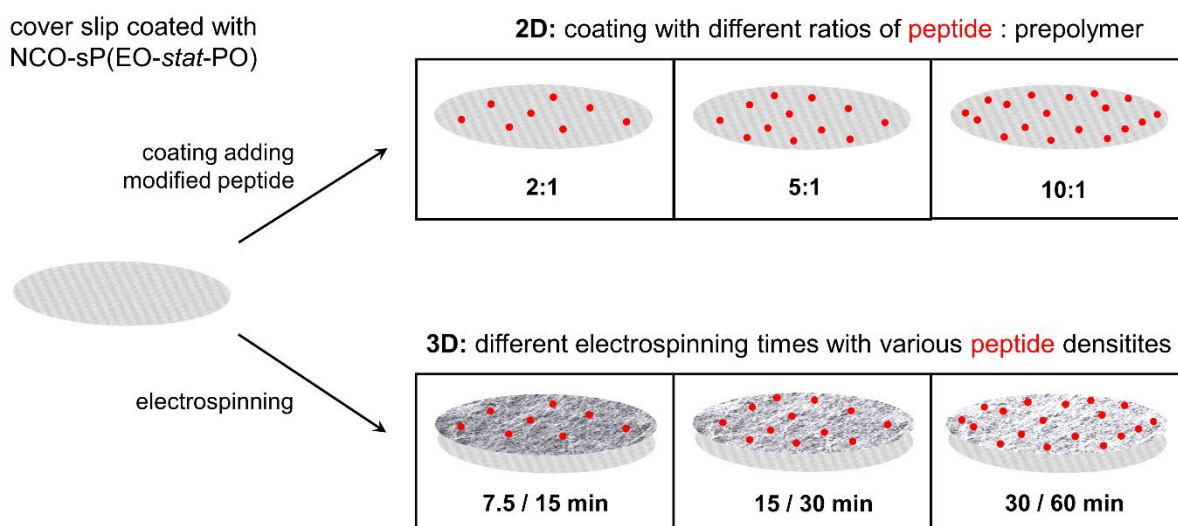 cover slip coated with
NCO-sP(EO-stat-PO)
2D: coating with different ratios of peptide : prepolymer
coating adding
modified peptide
2:1
5:1
10:1
3D: different electrospinning times with various peptide densitites
electrospinning
7.5 / 15 min
15 / 30 min
30 / 60 min